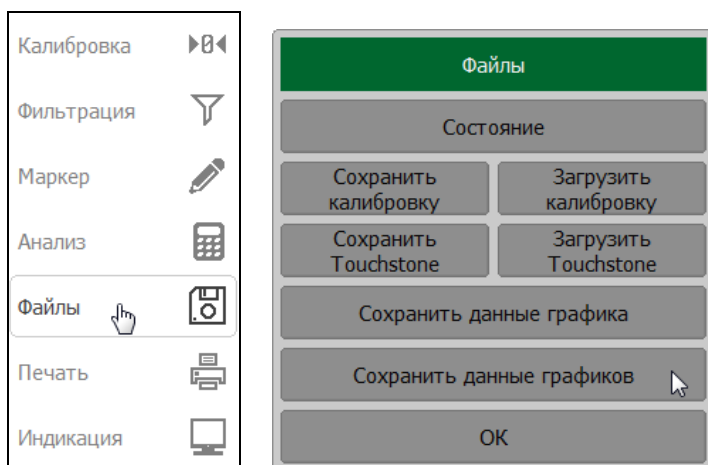 Калибровка
Фильтрация
Маркер
Анализ
Файлы
Печать
Индикация
Файлы
Состояние
Сохранить
калибровку
Загрузить
калибровку
Сохранить
Touchstone
Загрузить
Touchstone
Сохранить данные графика
Сохранить данные графиков
ОК